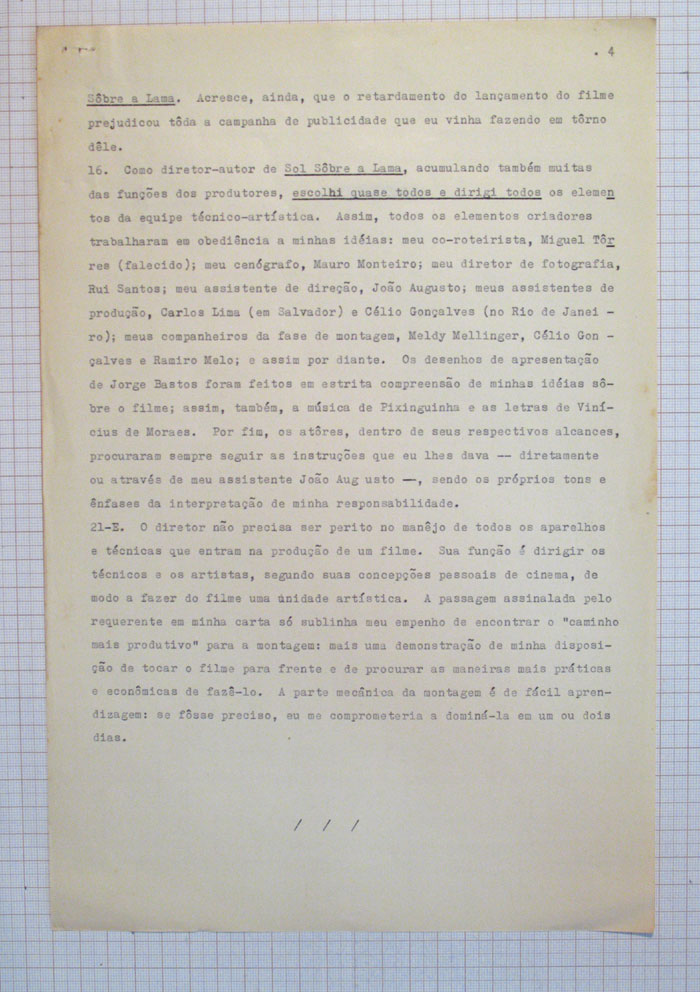 . 4
Sôbre a Lama. Acresce, ainda, que o retardamento do lançamento do filme
prejudicou tôda a campanha de publicidade que eu vinha fazendo em tôrno
dêle.
16. Como diretor-autor de Sol Sôbre a Lama, acumulando também muitas
das funções dos produtores, escolhi quase todos e dirigi todos os elemen
tos da equipe técnico-artística. Assim, todos os elementos criadores
trabalharam em obediência a minhas idéias: meu co-roteirista, Miguel Tôr
res (falecido); meu cenógrafo, Mauro Monteiro; meu diretor de fotografia,
Rui Santos; meu assistente de direção, João Augusto; meus assistentes de
produção, Carlos Lima (em Salvador) e Célio Gonçalves (no Rio de Janei -
ro); meus companheiros da fase de montagem, Meldy Mellinger, Célio Gon -
çalves e Ramiro Melo; e assim por diante. Os desenhos de apresentação
de Jorge Bastos foram feitos em estrita compreensão de minhas idéias sô-
bre o filme; assim, também, a música de Pixinguinha e as letras de Viní-
cius de Moraes. Por fim, os atôres, dentro de seus respectivos alcances,
procuraram sempre seguir as instruções que eu lhes dava -- diretamente
ou através de meu assistente João Aug usto --, sendo os próprios tons e
ênfases da interpretação de minha responsabilidade.
21-E. O diretor não precisa ser perito no manêjo de todos os aparelhos
e técnicas que entram na produção de um filme. Sua função é dirigir os
técnicos e os artistas, segundo suas concepções pessoais de cinema, de
modo a fazer do filme uma unidade artística. A passagem assinalada pelo
requerente em minha carta só sublinha meu empenho de encontrar o "caminho
mais produtivo" para a montagem: mais uma demonstração de minha disposi-
ção de tocar o filme para frente e de procurar as maneiras mais práticas
e econômicas de fazê-lo. A parte mecânica da montagem é de fácil apren-
dizagem: se fôsse preciso, eu me comprometeria a dominá-la em um ou dois
dias.
/ / /